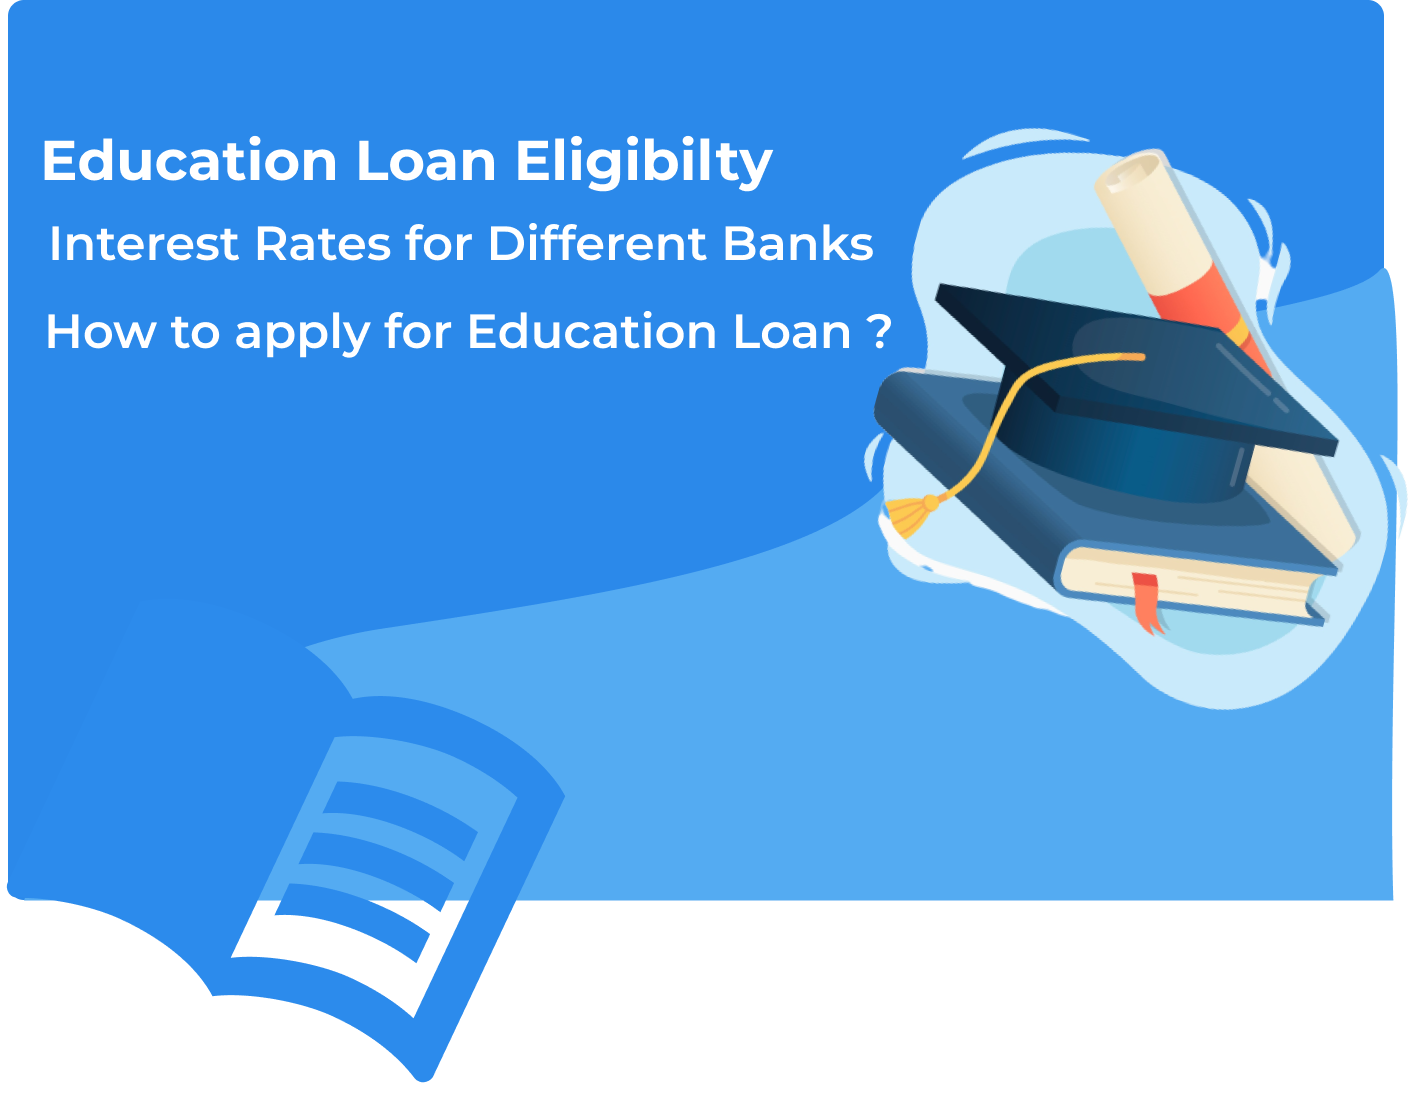 Education Loan Eligibilty
Interest Rates for Different Banks
How to apply for Education Loan ?